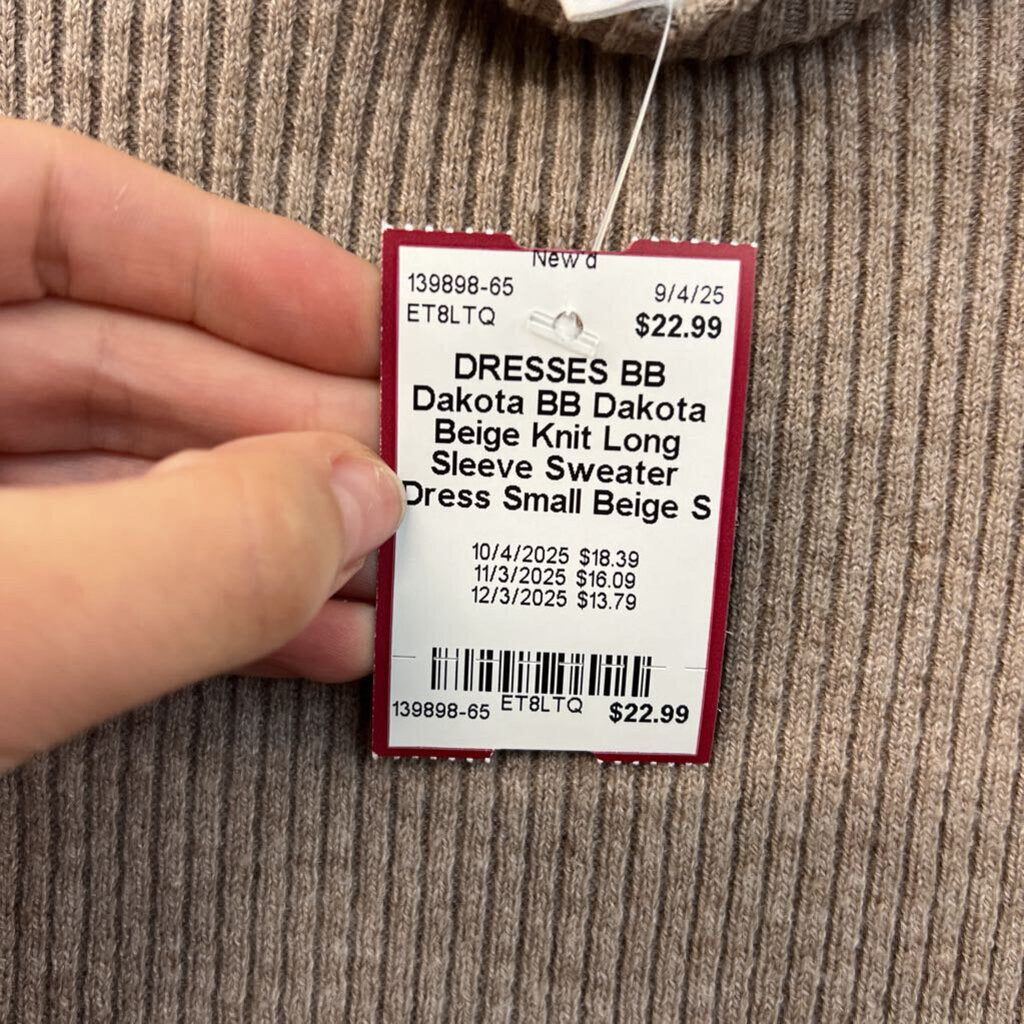 New'd
139898-65
9/4/25
ET8LTQ
$22.99
DRESSES BB
Dakota BB Dakota
Beige Knit Long
Sleeve Sweater
Dress Small Beige S
10/4/2025 $18.39
11/3/2025 $16.09
12/3/2025 $13.79
139898-65 ET8LTQ $22.99